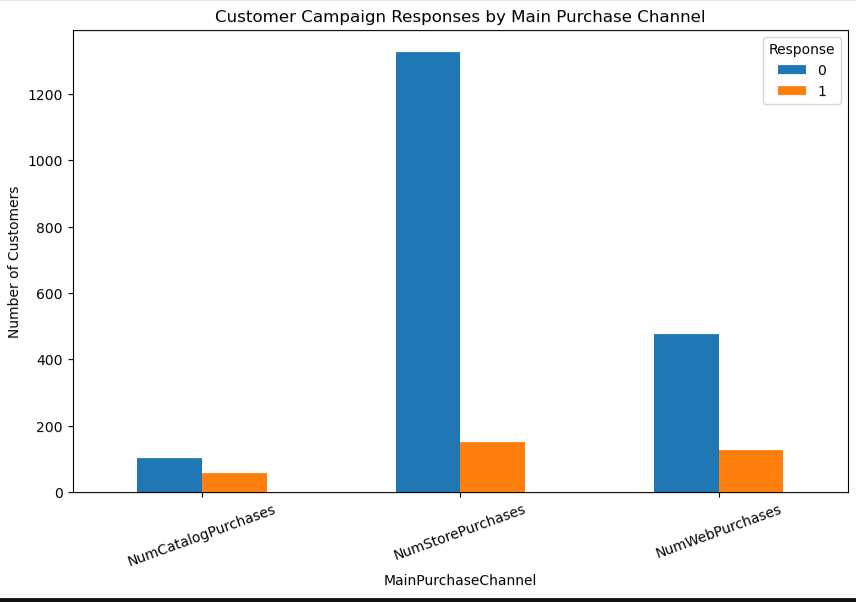 Customer Campaign Responses by Main Purchase Channel
Response
0
1
Number of Customers
1200
1000
800
600
400
200
0
NumCatalogPurchases
NumStorePurchases
NumWebPurchases
MainPurchaseChannel